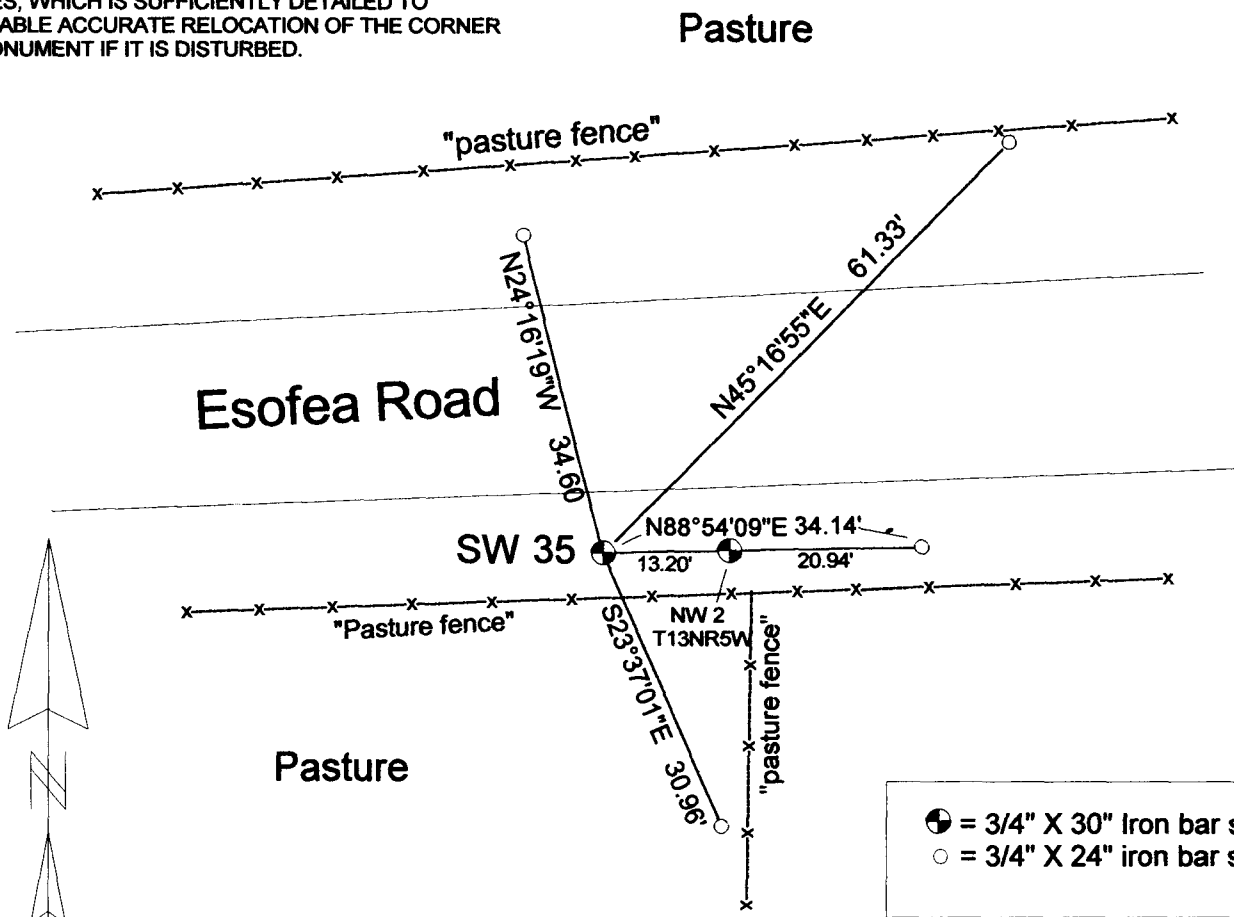 WHICH IS SUFFICIENTLY DETAILED TO
ABLE ACCURATE RELOCATION OF THE CORNER
ONUMENT IF IT IS DISTURBED.
Pasture
"pasture fence"
N24°16'19"W 34.60
N45°16'55"E 61.33'
Esofea Road
SW 35
N88°54'09"E 34.14'
13.20'
20.94'
"Pasture fence"
NW 2
T13NR5W
S23°37'01"E 30.96'
"pasture fence"
Pasture
N
= 3/4" X 30" Iron bar s
= 3/4" X 24" iron bar s